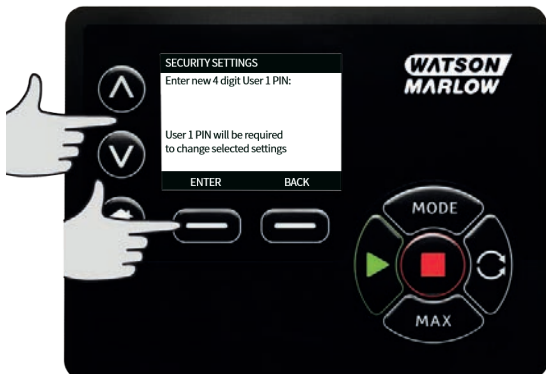 SECURITY SETTINGS
Enter new 4 digit User 1 PIN:
User 1 PIN will be required
to change selected settings
ENTER BACK
WATSON
MARLOW
MODE
MAX